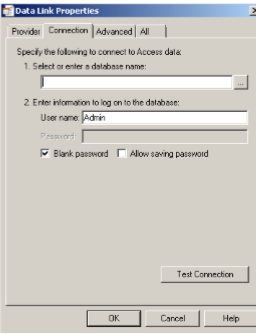 Data Link Properties
Provider Connection Advanced All
Specify the following to connect to Access data:
1. Select or enter a database name:
...
2. Enter information to log on to the database:
User name: Admin
Password:
Blank password Allow saving password
Test Connection
OK Cancel Help